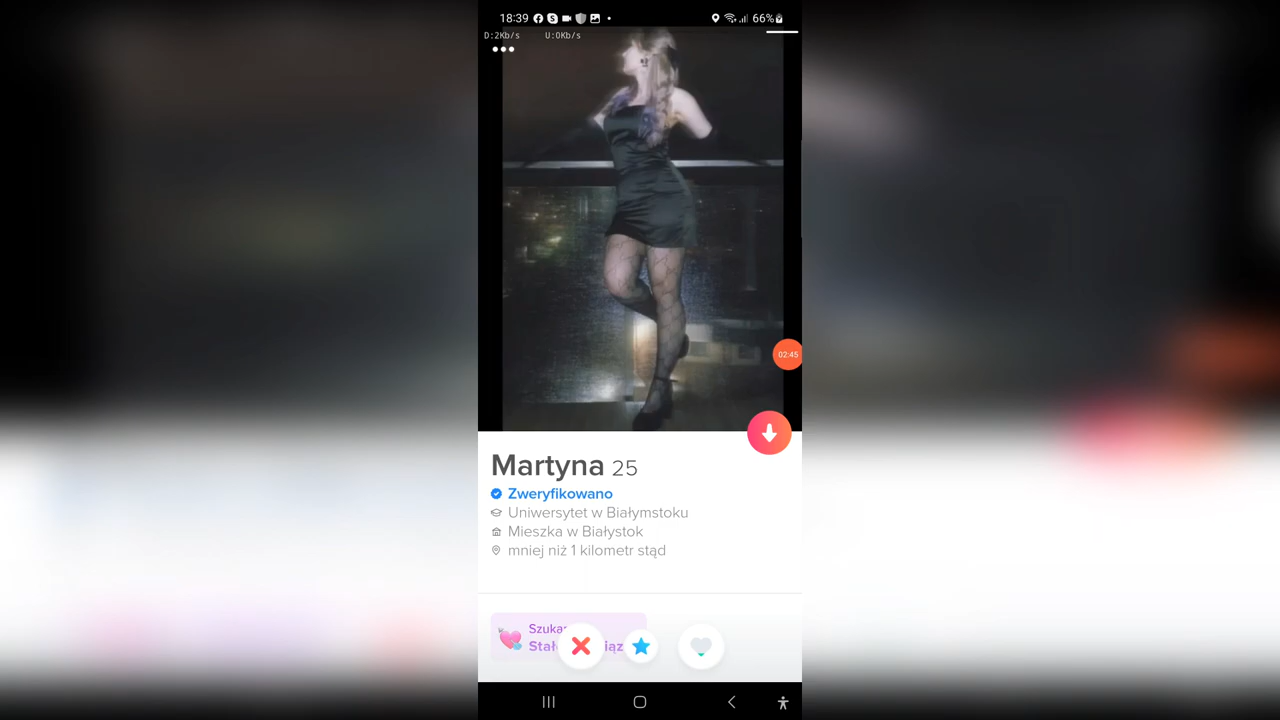 18:39
66%
D:2Kb/s U:0Kb/s
02:45
Martyna 25
Zweryfikowano
Uniwersytet w Białymstoku
Mieszka w Białystok
mniej niż 1 kilometr stąd